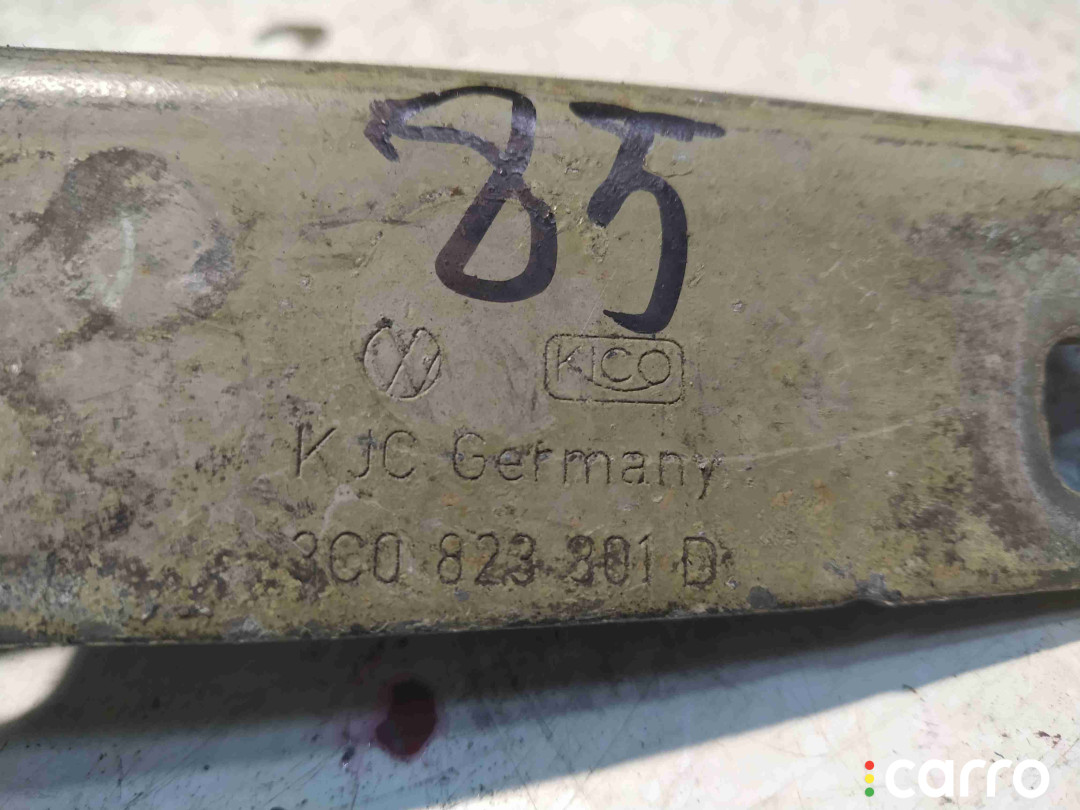 85
KICO
KJC Germany
3C0 823 301 D
carro